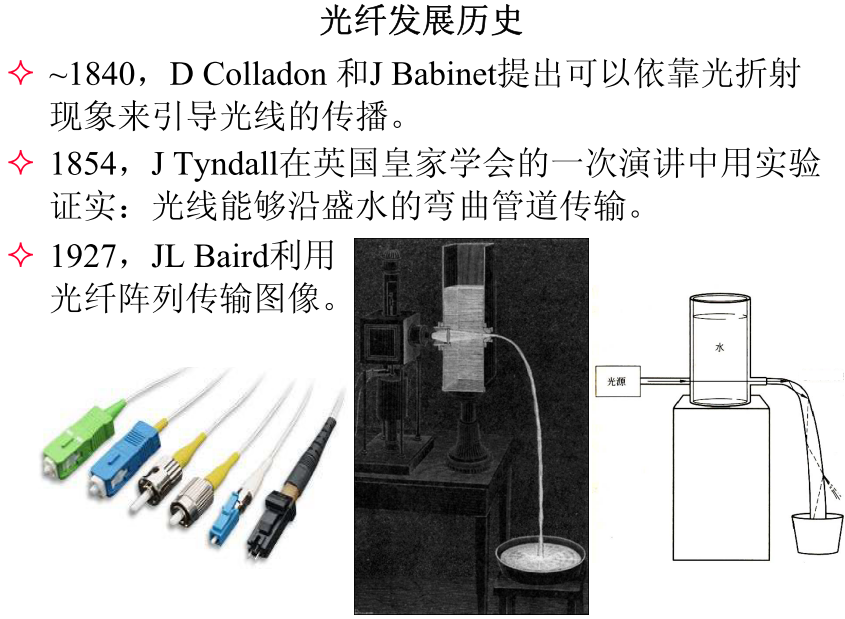 光纤发展历史
~1840，D Colladon 和J Babinet提出可以依靠光折射
现象来引导光线的传播。
1854，J Tyndall在英国皇家学会的一次演讲中用实验
证实：光线能够沿盛水的弯曲管道传输。
1927，JL Baird利用
光纤阵列传输图像。
水
光源